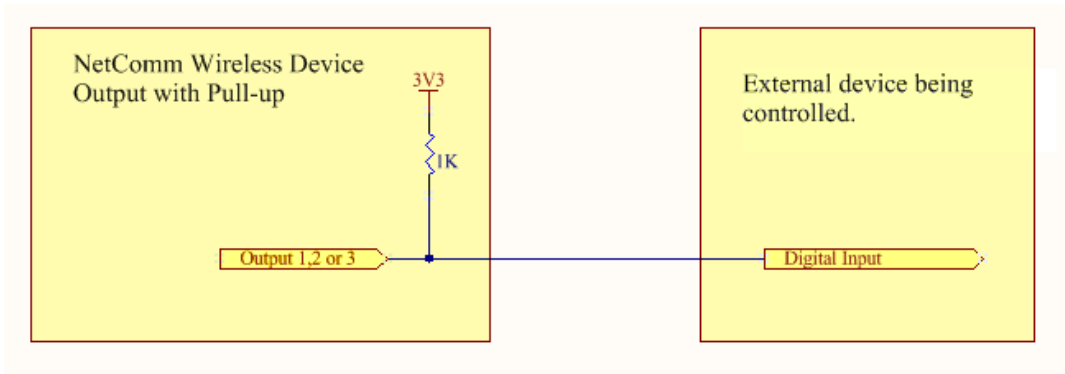 NetComm Wireless Device
Output with Pull-up
3V3
1K
Output 1,2 or 3
External device being
controlled.
Digital Input